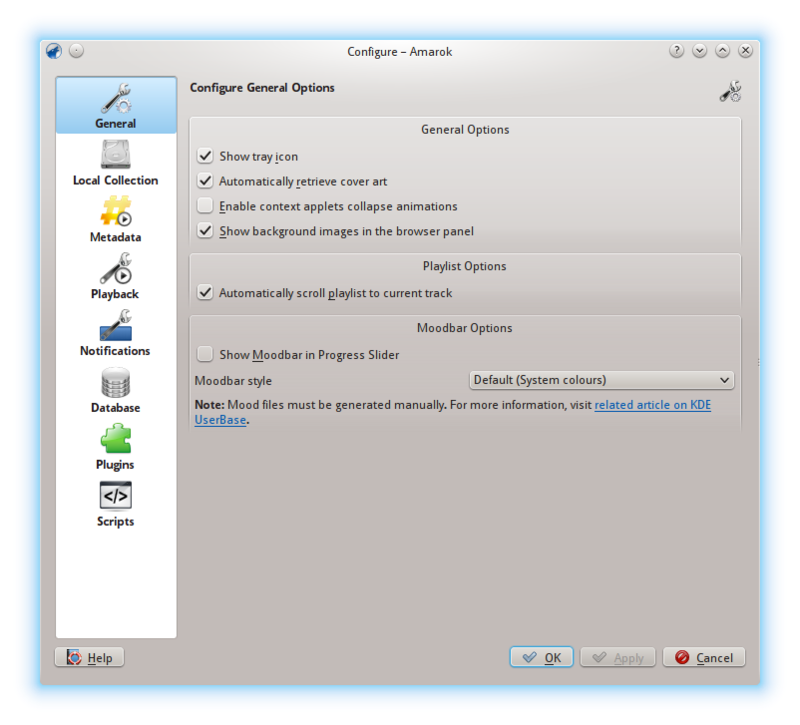 Configure – Amarok
General
Local Collection
Metadata
Playback
Notifications
Database
Plugins
Scripts
Configure General Options
General Options
Show tray icon
Automatically retrieve cover art
Enable context applets collapse animations
Show background images in the browser panel
Playlist Options
Automatically scroll playlist to current track
Moodbar Options
Show Moodbar in Progress Slider
Moodbar style Default (System colours)
Note: Mood files must be generated manually. For more information, visit related article on KDE
UserBase.
Help OK Apply Cancel